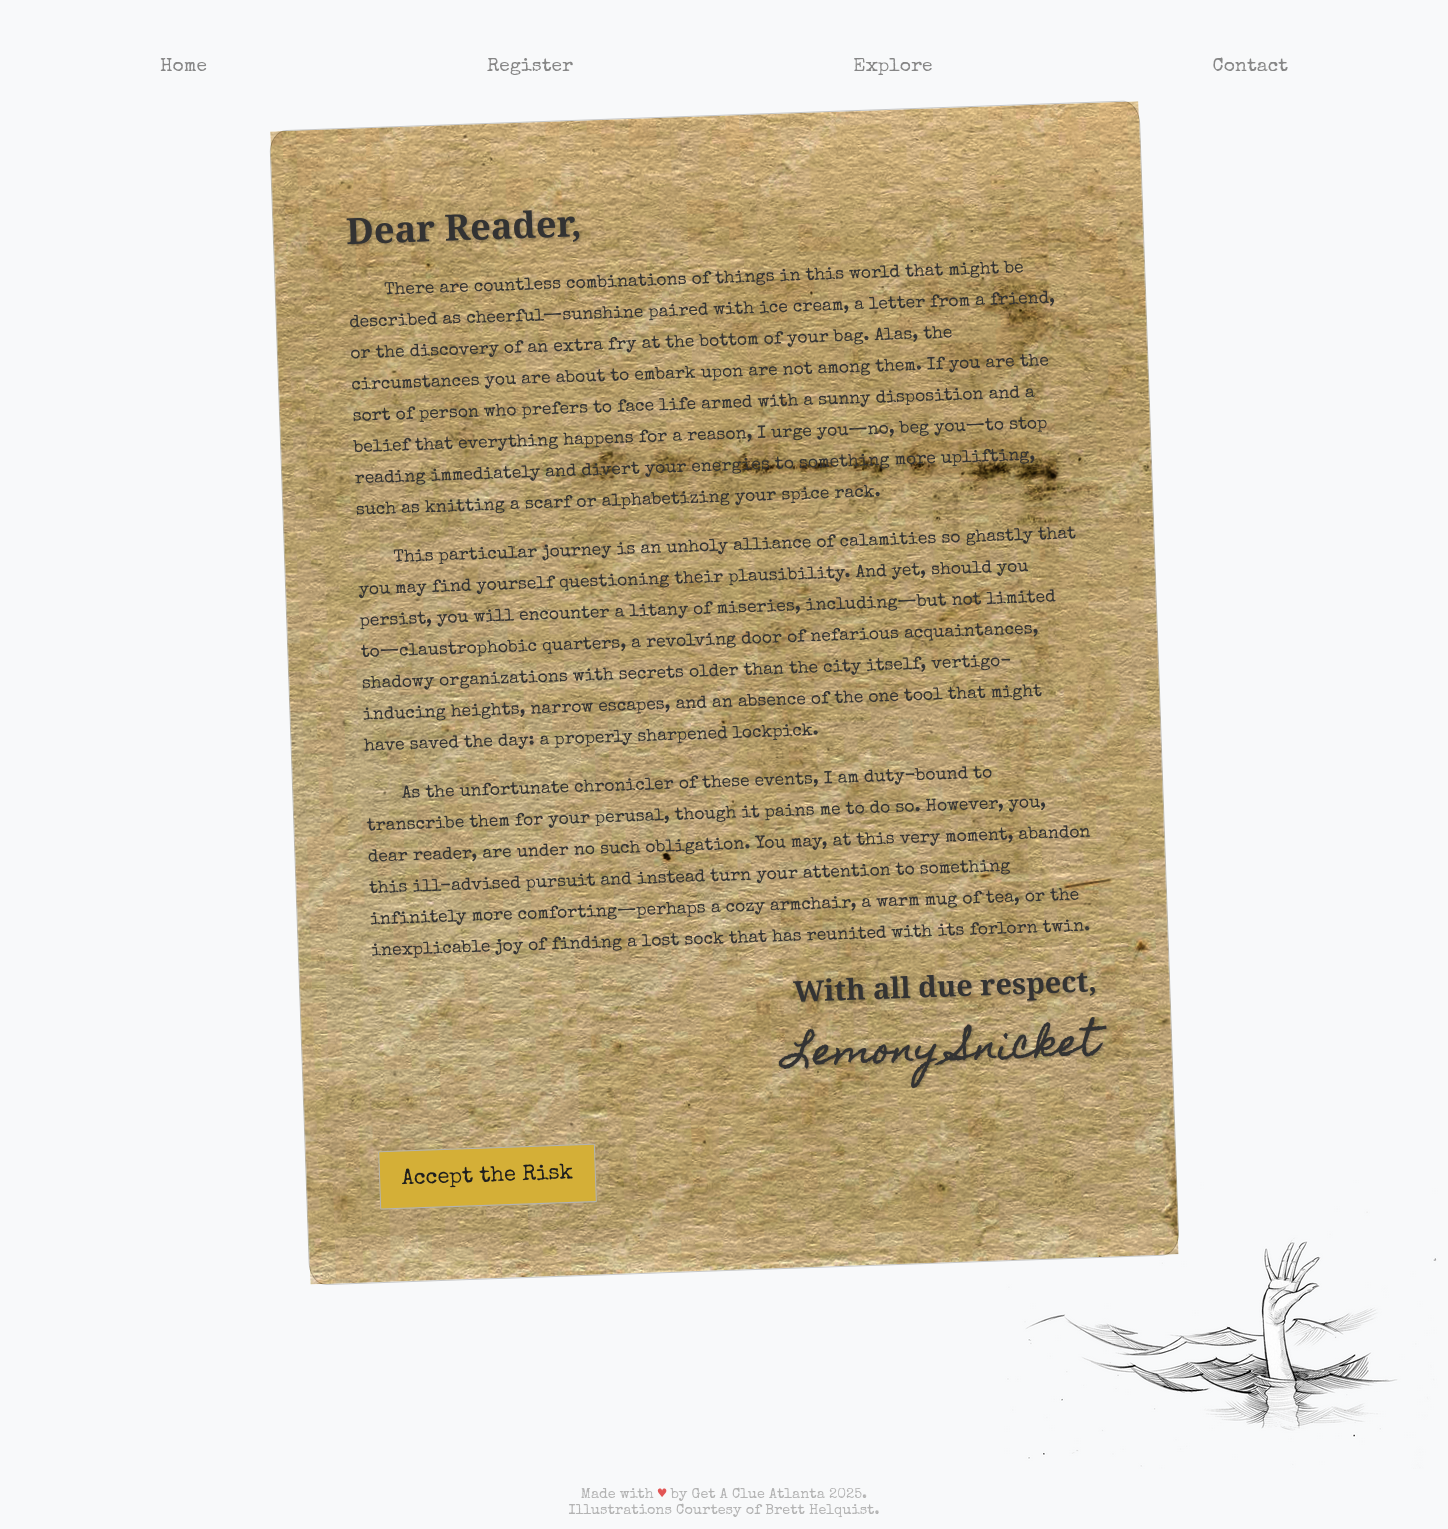 Home
Register
Explore
Contact
Dear Reader,
There are countless combinations of things in this world that might be
described as cheerful—sunshine paired with ice cream, a letter from a friend,
or the discovery of an extra fry at the bottom of your bag. Alas, the
circumstances you are about to embark upon are not among them. If you are the
sort of person who prefers to face life armed with a sunny disposition and a
belief that everything happens for a reason, I urge you—no, beg you—to stop
reading immediately and divert your energies to something more uplifting,
such as knitting a scarf or alphabetizing your spice rack.
This particular journey is an unholy alliance of calamities so ghastly that
you may find yourself questioning their plausibility. And yet, should you
persist, you will encounter a litany of miseries, including—but not limited
to—claustrophobic quarters, a revolving door of nefarious acquaintances,
shadowy organizations with secrets older than the city itself, vertigo-
inducing heights, narrow escapes, and an absence of the one tool that might
have saved the day: a properly sharpened lockpick.
As the unfortunate chronicler of these events, I am duty-bound to
transcribe them for your perusal, though it pains me to do so. However, you,
dear reader, are under no such obligation. You may, at this very moment, abandon
this ill-advised pursuit and instead turn your attention to something
infinitely more comforting—perhaps a cozy armchair, a warm mug of tea, or the
inexplicable joy of finding a lost sock that has reunited with its forlorn twin.
With all due respect,
Lemony Snicket
Accept the Risk
Made with ♥ by Get A Clue Atlanta 2025.
Illustrations Courtesy of Brett Helquist.